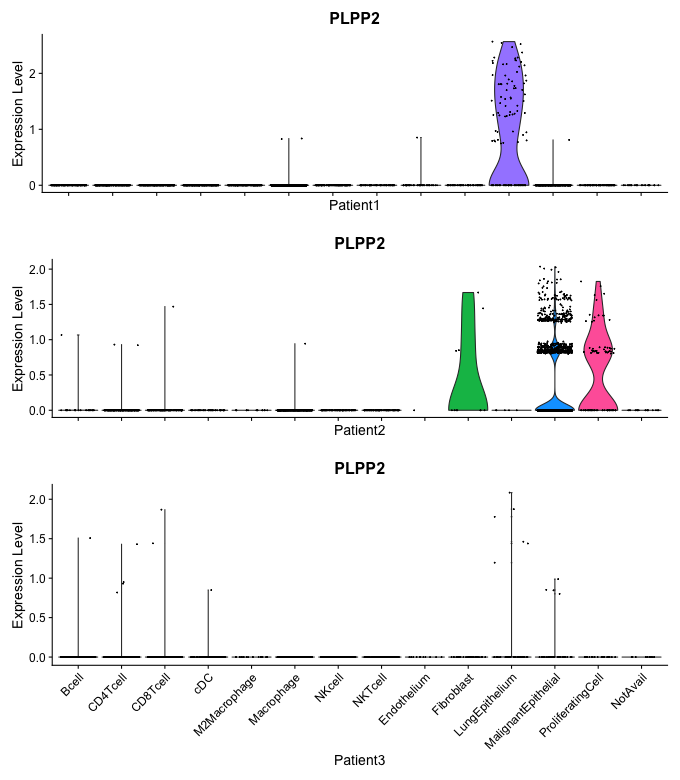 PLPP2
Expression Level
2
1
0
Patient1
PLPP2
Expression Level
2.0
1.5
1.0
0.5
0.0
Patient2
PLPP2
Expression Level
2.0
1.5
1.0
0.5
0.0
Bcell
CD4Tcell
CD8Tcell
cDC
M2Macrophage
Macrophage
NKcell
NKTcell
Endothelium
Fibroblast
LungEpithelium
MalignantEpithelial
ProliferatingCell
NotAvail
Patient3